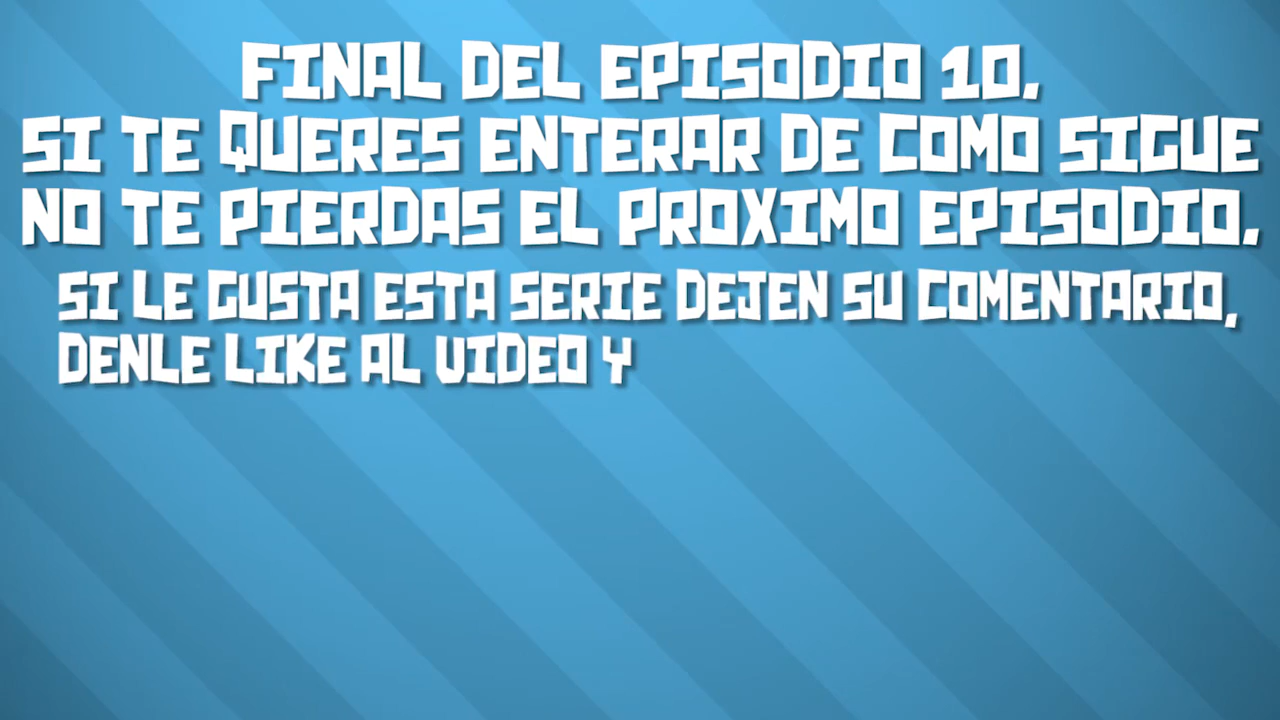 FINAL DEL EPISODIO 10.
SI TE QUERES ENTERAR DE COMO SIGUE
NO TE PIERDAS EL PROXIMO EPISODIO.
SI LE GUSTA ESTA SERIE DEJEN SU COMENTARIO,
DENLE LIKE AL VIDEO Y